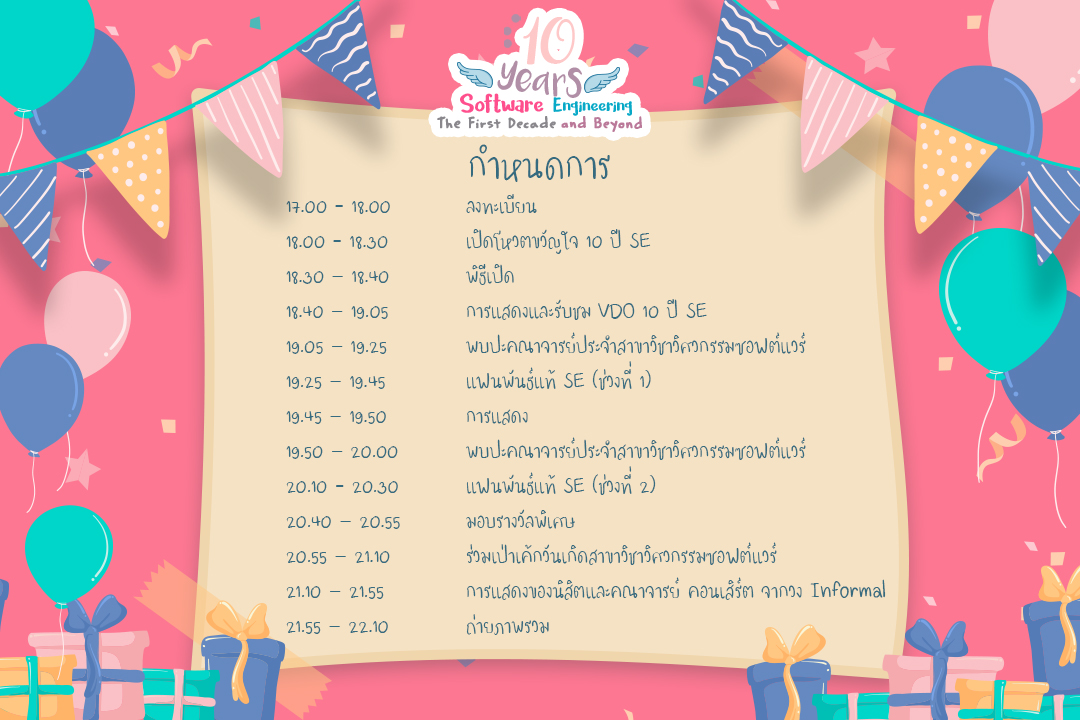 10
Years
Software Engineering
The First Decade and Beyond
กำหนดการ
17.00 - 18.00 ลงทะเบียน
18.00 - 18.30 เปิดโหวตขวัญใจ 10 ปี SE
18.30 – 18.40 พิธีเปิด
18.40 – 19.05 การแสดงและรับชม VDO 10 ปี SE
19.05 – 19.25 พบปะคณาจารย์ประจำสาขาวิชาวิศวกรรมซอฟต์แวร์
19.25 – 19.45 แฟนพันธุ์แท้ SE (ช่วงที่ 1)
19.45 – 19.50 การแสดง
19.50 – 20.00 พบปะคณาจารย์ประจำสาขาวิชาวิศวกรรมซอฟต์แวร์
20.10 - 20.30 แฟนพันธุ์แท้ SE (ช่วงที่ 2)
20.40 – 20.55 มอบรางวัลพิเศษ
20.55 – 21.10 ร่วมเป่าเค้กวันเกิดสาขาวิชาวิศวกรรมซอฟต์แวร์
21.10 – 21.55 การแสดงของนิสิตและคณาจารย์ คอนเสิร์ต จากวง Informal
21.55 – 22.10 ถ่ายภาพรวม